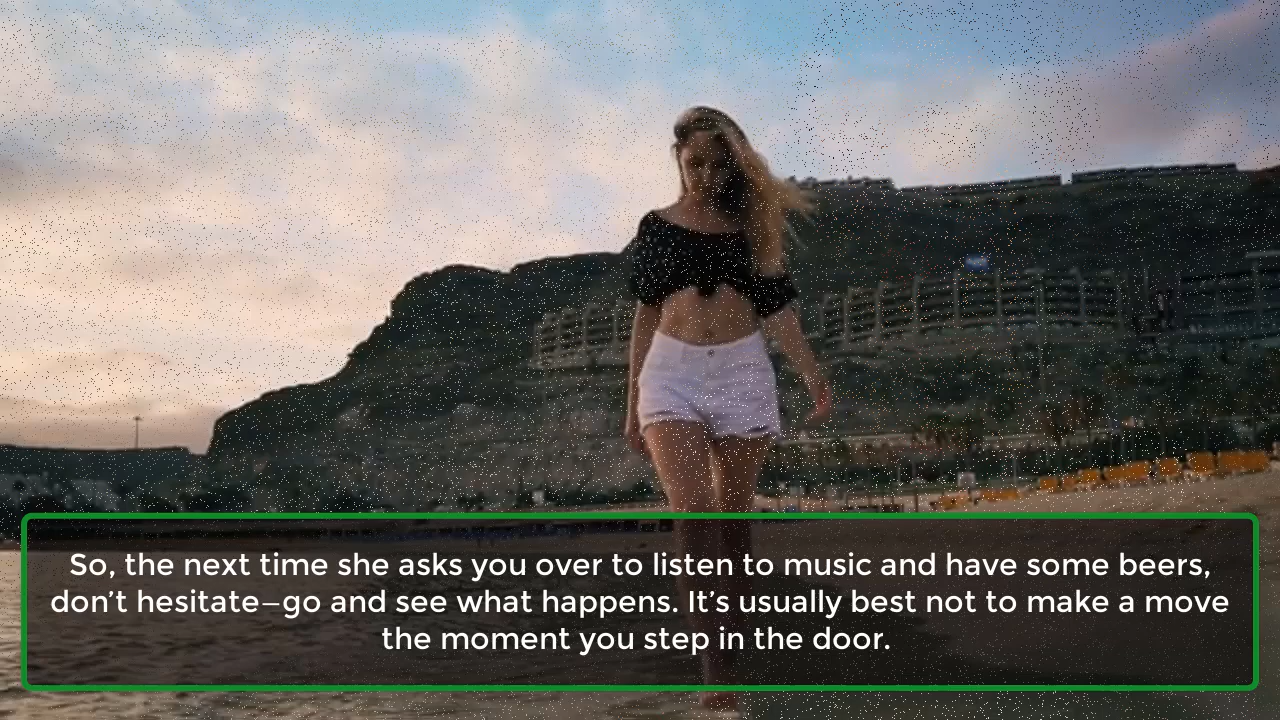 So, the next time she asks you over to listen to music and have some beers,
don’t hesitate—go and see what happens. It’s usually best not to make a move
the moment you step in the door.